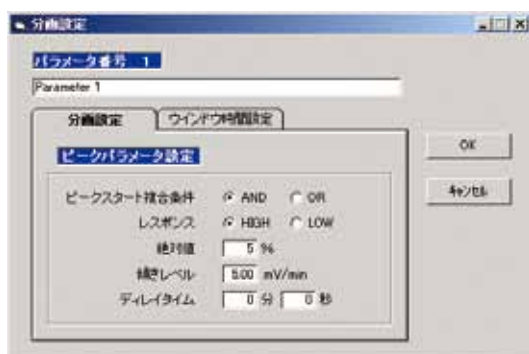 分画設定
パラメータ番号 1
Parameter 1
分画設定 ウインドウ時間設定
ピークパラメータ設定
ピークスタート複合条件 AND OR
レスポンス HIGH LOW
絶対値 5 %
傾きレベル 5.00 mV/min
ディレイタイム 0 分 0 秒
OK
キャンセル